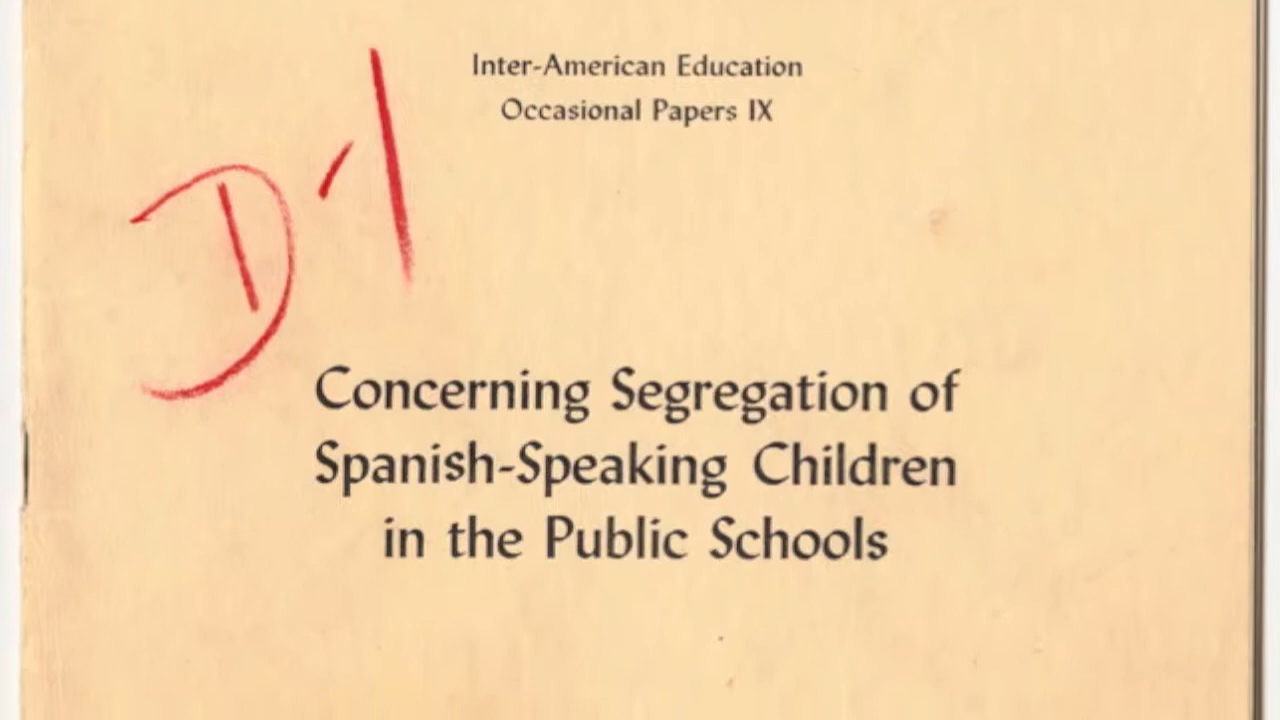 Inter-American Education
Occasional Papers IX
D-1
Concerning Segregation of
Spanish-Speaking Children
in the Public Schools